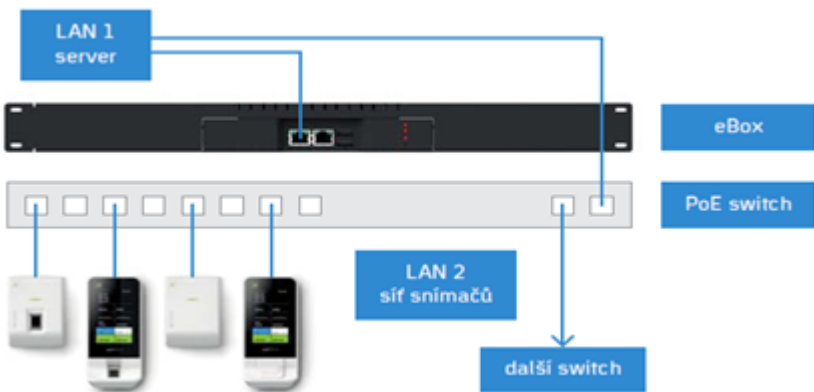 LAN 1
server
eBox
PoE switch
LAN 2
síť snímačů
další switch